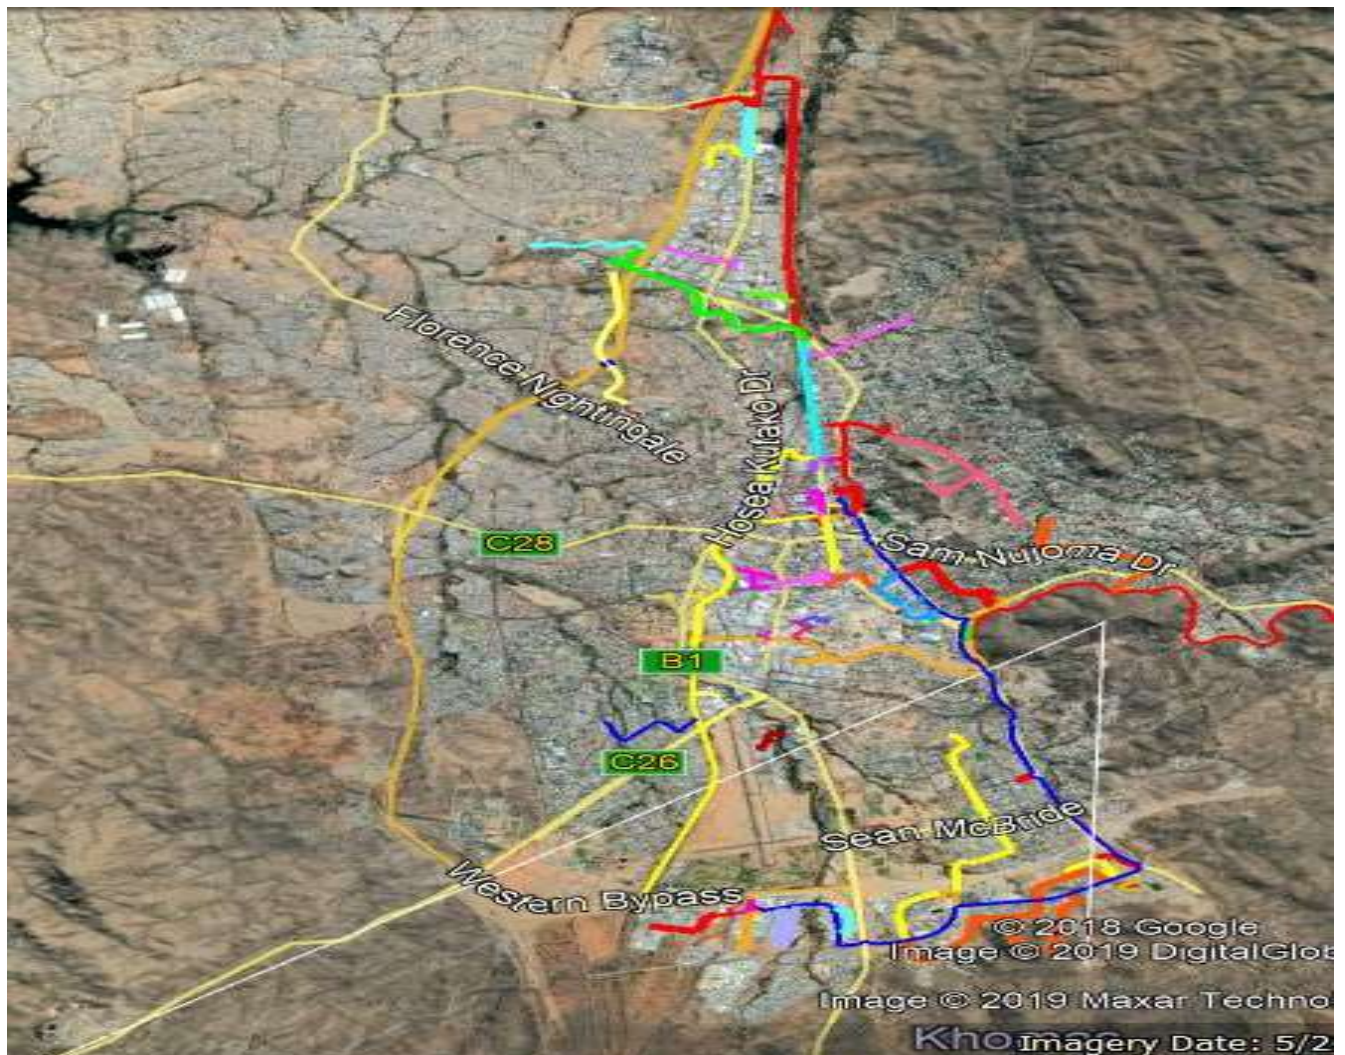 Florence Nightingale
Hosea Kutako Dr
C28
Sam Nujoma Dr
B1
C26
Sean McBride
Western Bypass
© 2018 Google
Image © 2019 DigitalGlob
Image © 2019 Maxar Techno
Imagery Date: 5/2